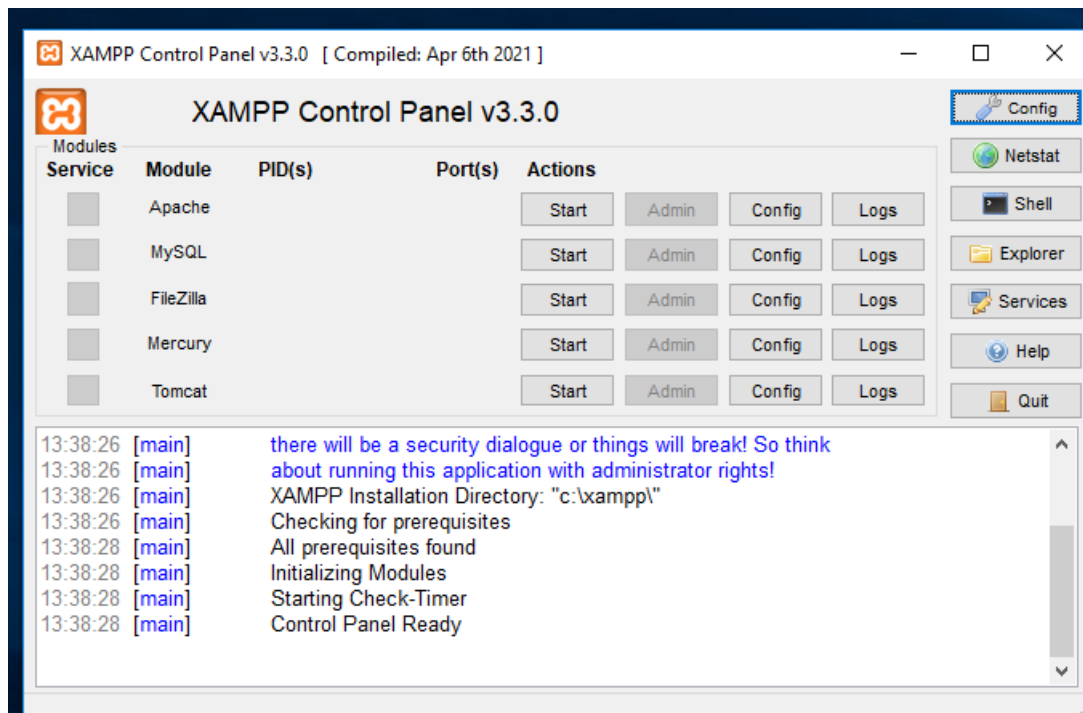 XAMPP Control Panel v3.3.0 [ Compiled: Apr 6th 2021 ]
XAMPP Control Panel v3.3.0
Config
Modules
Netstat
Service Module PID(s) Port(s) Actions
Apache Start Admin Config Logs
Shell
MySQL Start Admin Config Logs
Explorer
FileZilla Start Admin Config Logs
Services
Mercury Start Admin Config Logs
Help
Tomcat Start Admin Config Logs
Quit
13:38:26 [main] there will be a security dialogue or things will break! So think
13:38:26 [main] about running this application with administrator rights!
13:38:26 [main] XAMPP Installation Directory: "c:\xampp\"
13:38:26 [main] Checking for prerequisites
13:38:28 [main] All prerequisites found
13:38:28 [main] Initializing Modules
13:38:28 [main] Starting Check-Timer
13:38:28 [main] Control Panel Ready